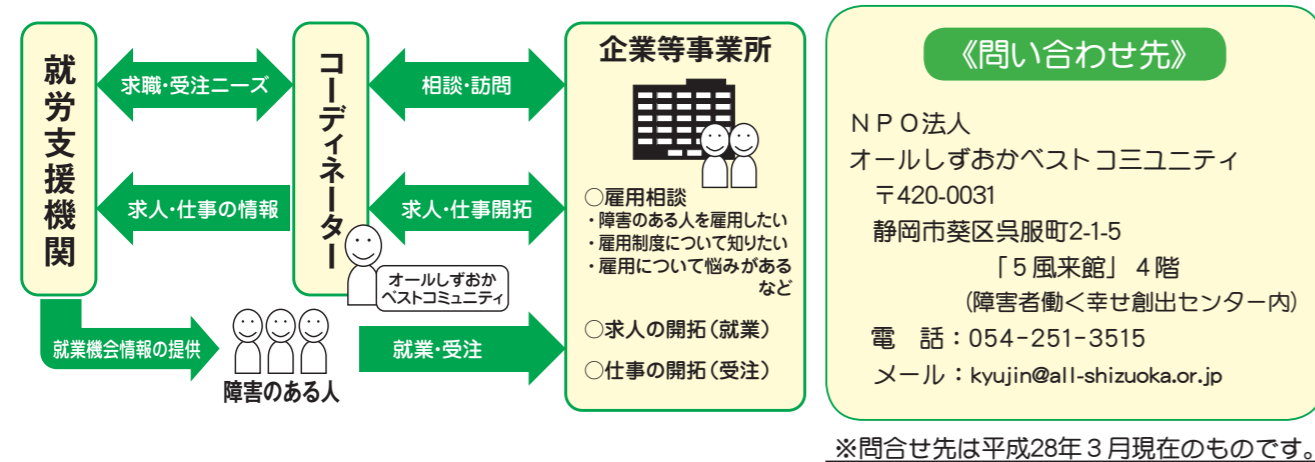 就労支援機関
求職・受注ニーズ
求人・仕事の情報
就業機会情報の提供
コーディネーター
オールしずおか
ベストコミュニティ
障害のある人
相談・訪問
求人・仕事開拓
就業・受注
企業等事業所
○雇用相談
・障害のある人を雇用したい
・雇用制度について知りたい
・雇用について悩みがある
など
○求人の開拓（就業）
○仕事の開拓（受注）
《問い合わせ先》
ＮＰＯ法人
オールしずおかベストコミュニティ
〒420-0031
静岡市葵区呉服町2-1-5
「５風来館」４階
(障害者働く幸せ創出センター内)
電　話：054-251-3515
メール：kyujin@all-shizuoka.or.jp
※問合せ先は平成28年３月現在のものです。